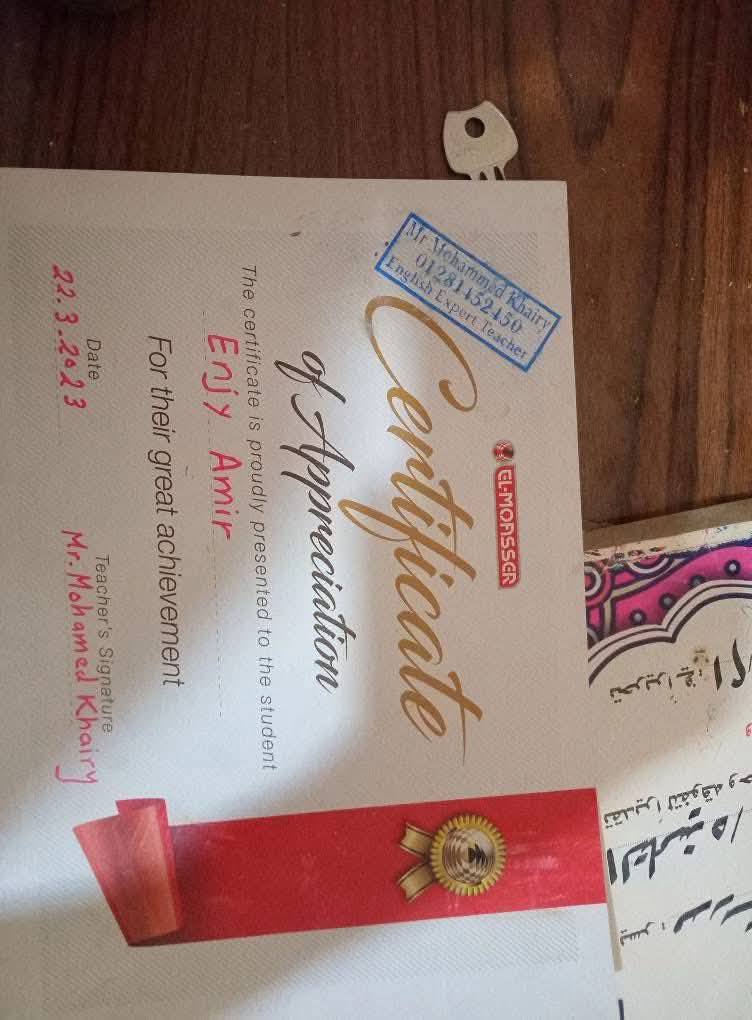 Mr Mohammed Khairy
01281452450
English Expert Teacher
EL-MOASSER
Certificate
of Appreciation
The certificate is proudly presented to the student
Enjy Amir
For their great achievement
Date
Teacher's Signature
22.3.2023
Mr. Mohamed Khairy